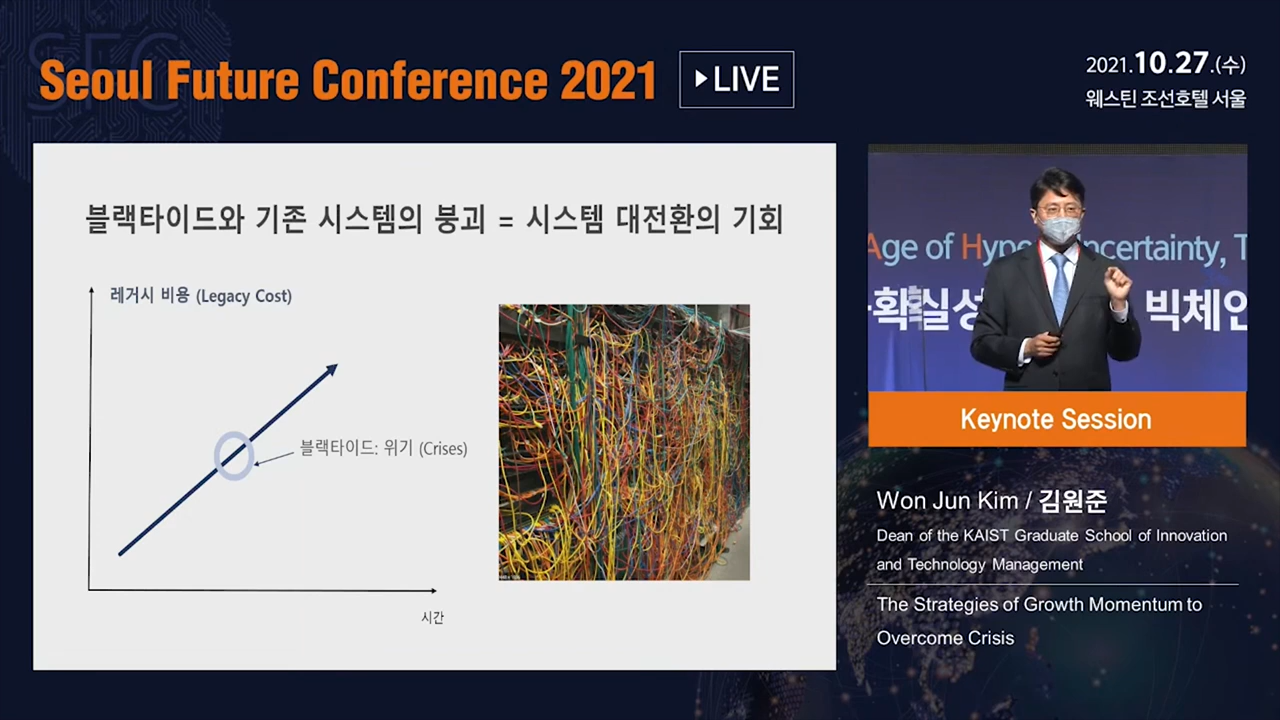 Seoul Future Conference 2021
LIVE
2021.10.27.(수)
웨스틴 조선호텔 서울
블랙타이드와 기존 시스템의 붕괴 = 시스템 대전환의 기회
레거시 비용 (Legacy Cost)
블랙타이드: 위기 (Crises)
시간
Age of Hype ncertainty, T
확실성 빅체인
Keynote Session
Won Jun Kim / 김원준
Dean of the KAIST Graduate School of Innovation
and Technology Management
The Strategies of Growth Momentum to
Overcome Crisis
SFC